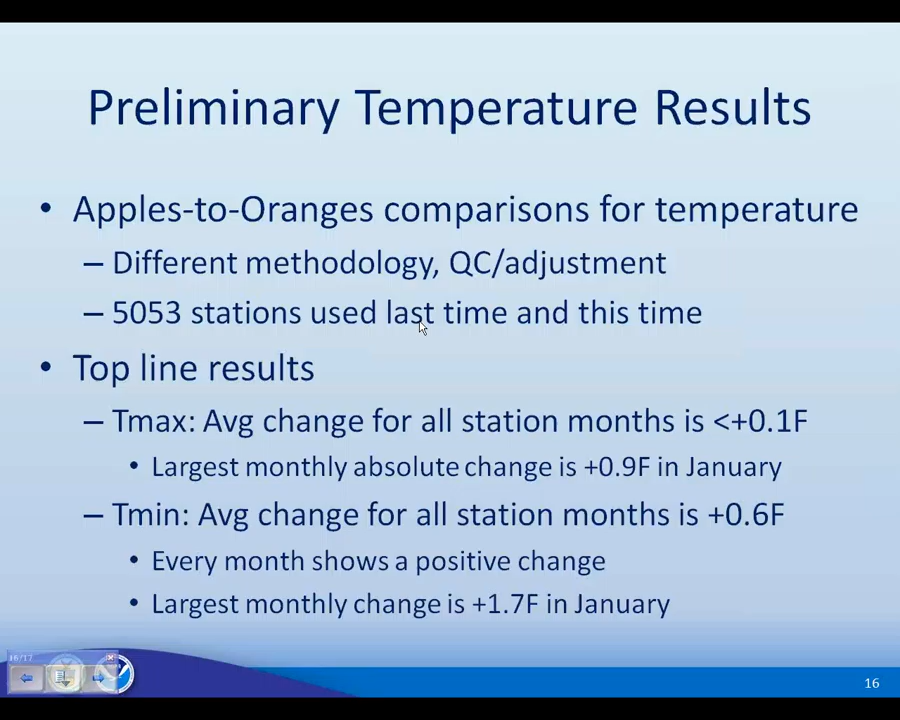 Preliminary Temperature Results
• Apples-to-Oranges comparisons for temperature
– Different methodology, QC/adjustment
– 5053 stations used last time and this time
• Top line results
– Tmax: Avg change for all station months is <+0.1F
• Largest monthly absolute change is +0.9F in January
– Tmin: Avg change for all station months is +0.6F
• Every month shows a positive change
• Largest monthly change is +1.7F in January
16/17
16